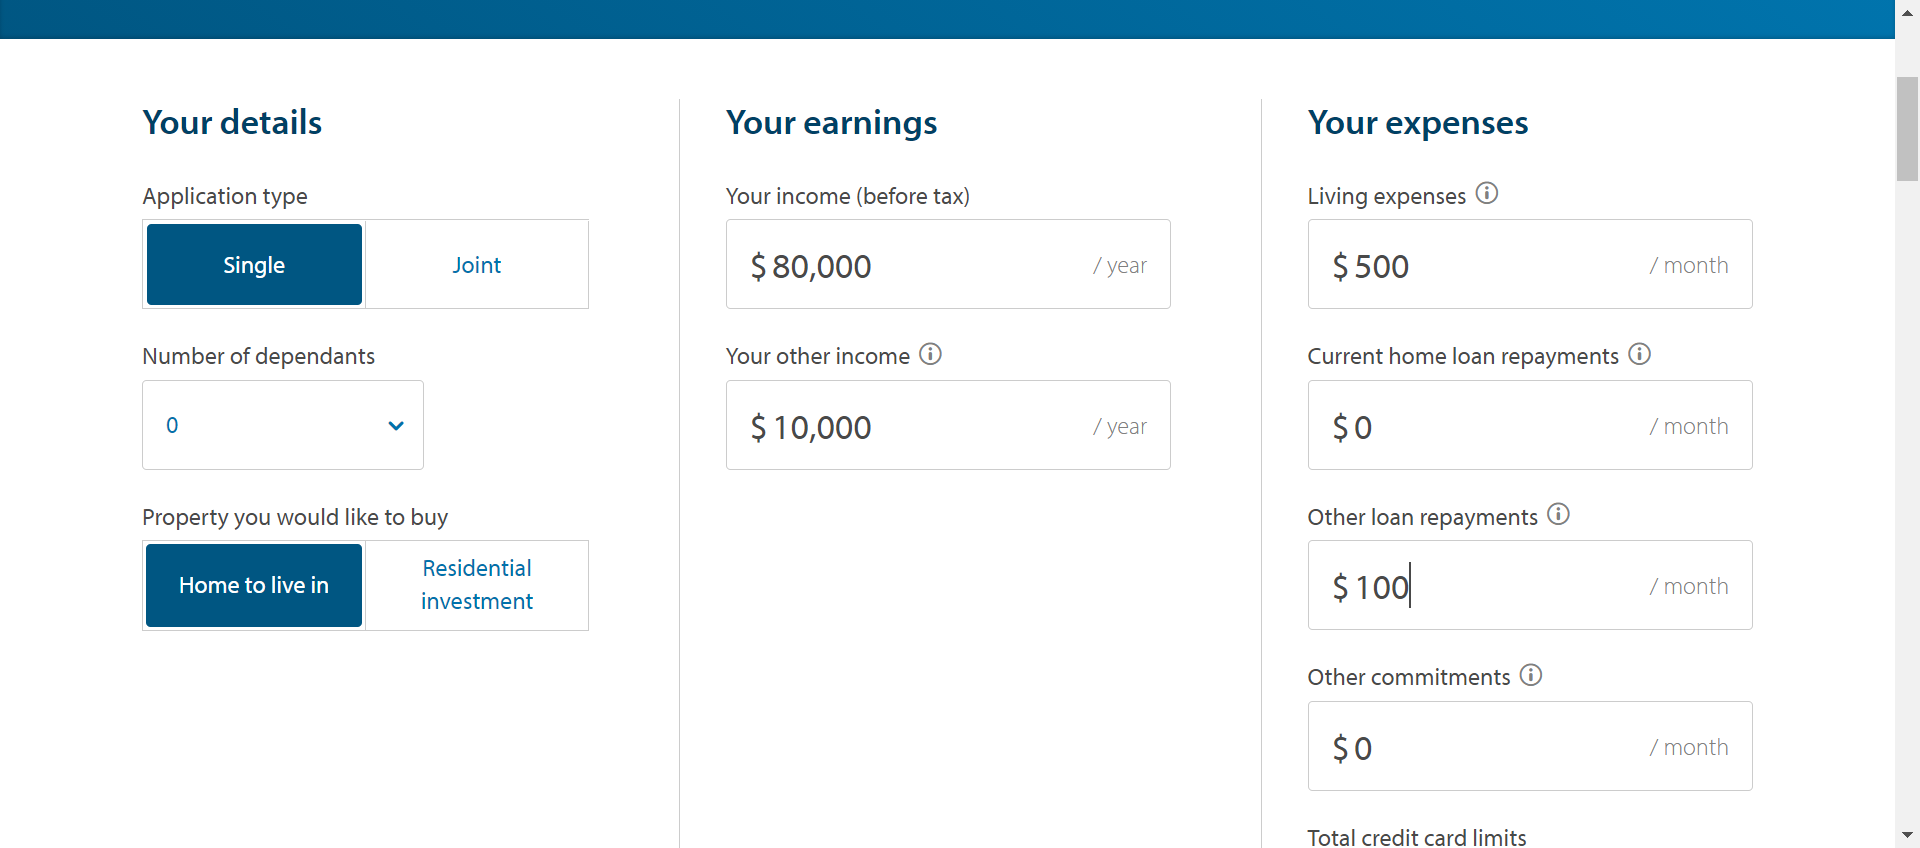 Your details
Application type
Single
Joint
Number of dependants
0
Property you would like to buy
Home to live in
Residential
investment
Your earnings
Your income (before tax)
$ 80,000
/ year
Your other income
$ 10,000
/ year
Your expenses
Living expenses
$ 500
/ month
Current home loan repayments
$ 0
/ month
Other loan repayments
$ 100
/ month
Other commitments
$ 0
/ month
Total credit card limits